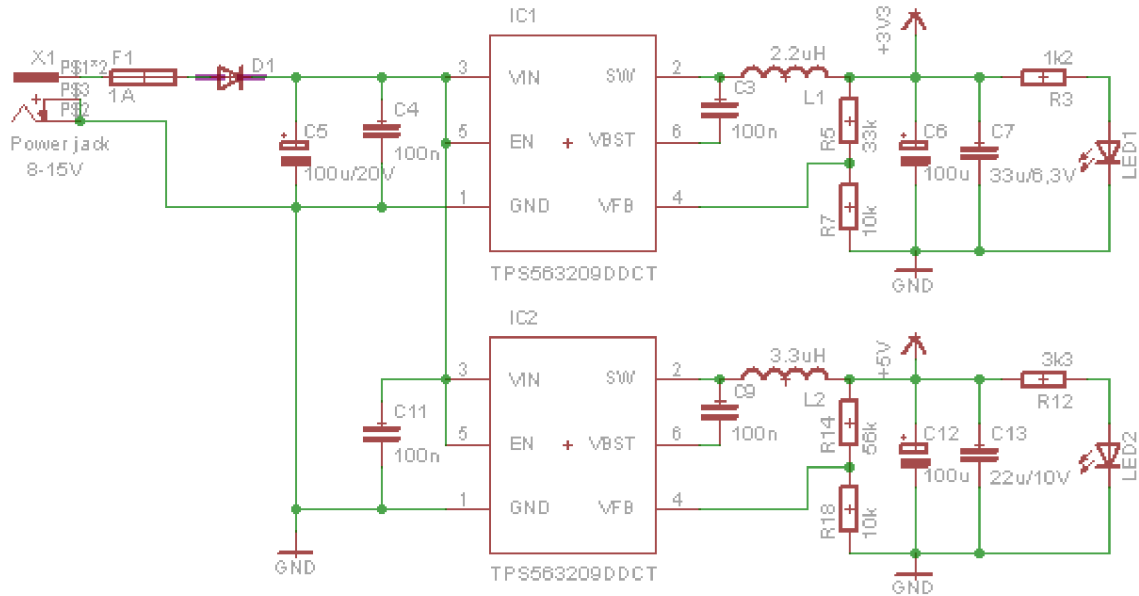 X1
PS1*2
PS3
PS2
Power jack
8-15V
F1
1A
D1
C5
100u/20V
C4
100n
IC1
3
VIN
SW
2
5
EN
VBST
6
1
GND
VFB
4
TPS563209DDCT
C3
100n
2.2uH
L1
R5
33k
R7
10k
+3V3
C6
100u
C7
33u/6,3V
1k2
R3
LED1
GND
C11
100n
GND
IC2
3
VIN
SW
2
5
EN
VBST
6
1
GND
VFB
4
TPS563209DDCT
C9
100n
3.3uH
L2
R14
56k
R18
10k
+5V
C12
100u
C13
22u/10V
3k3
R12
LED2
GND